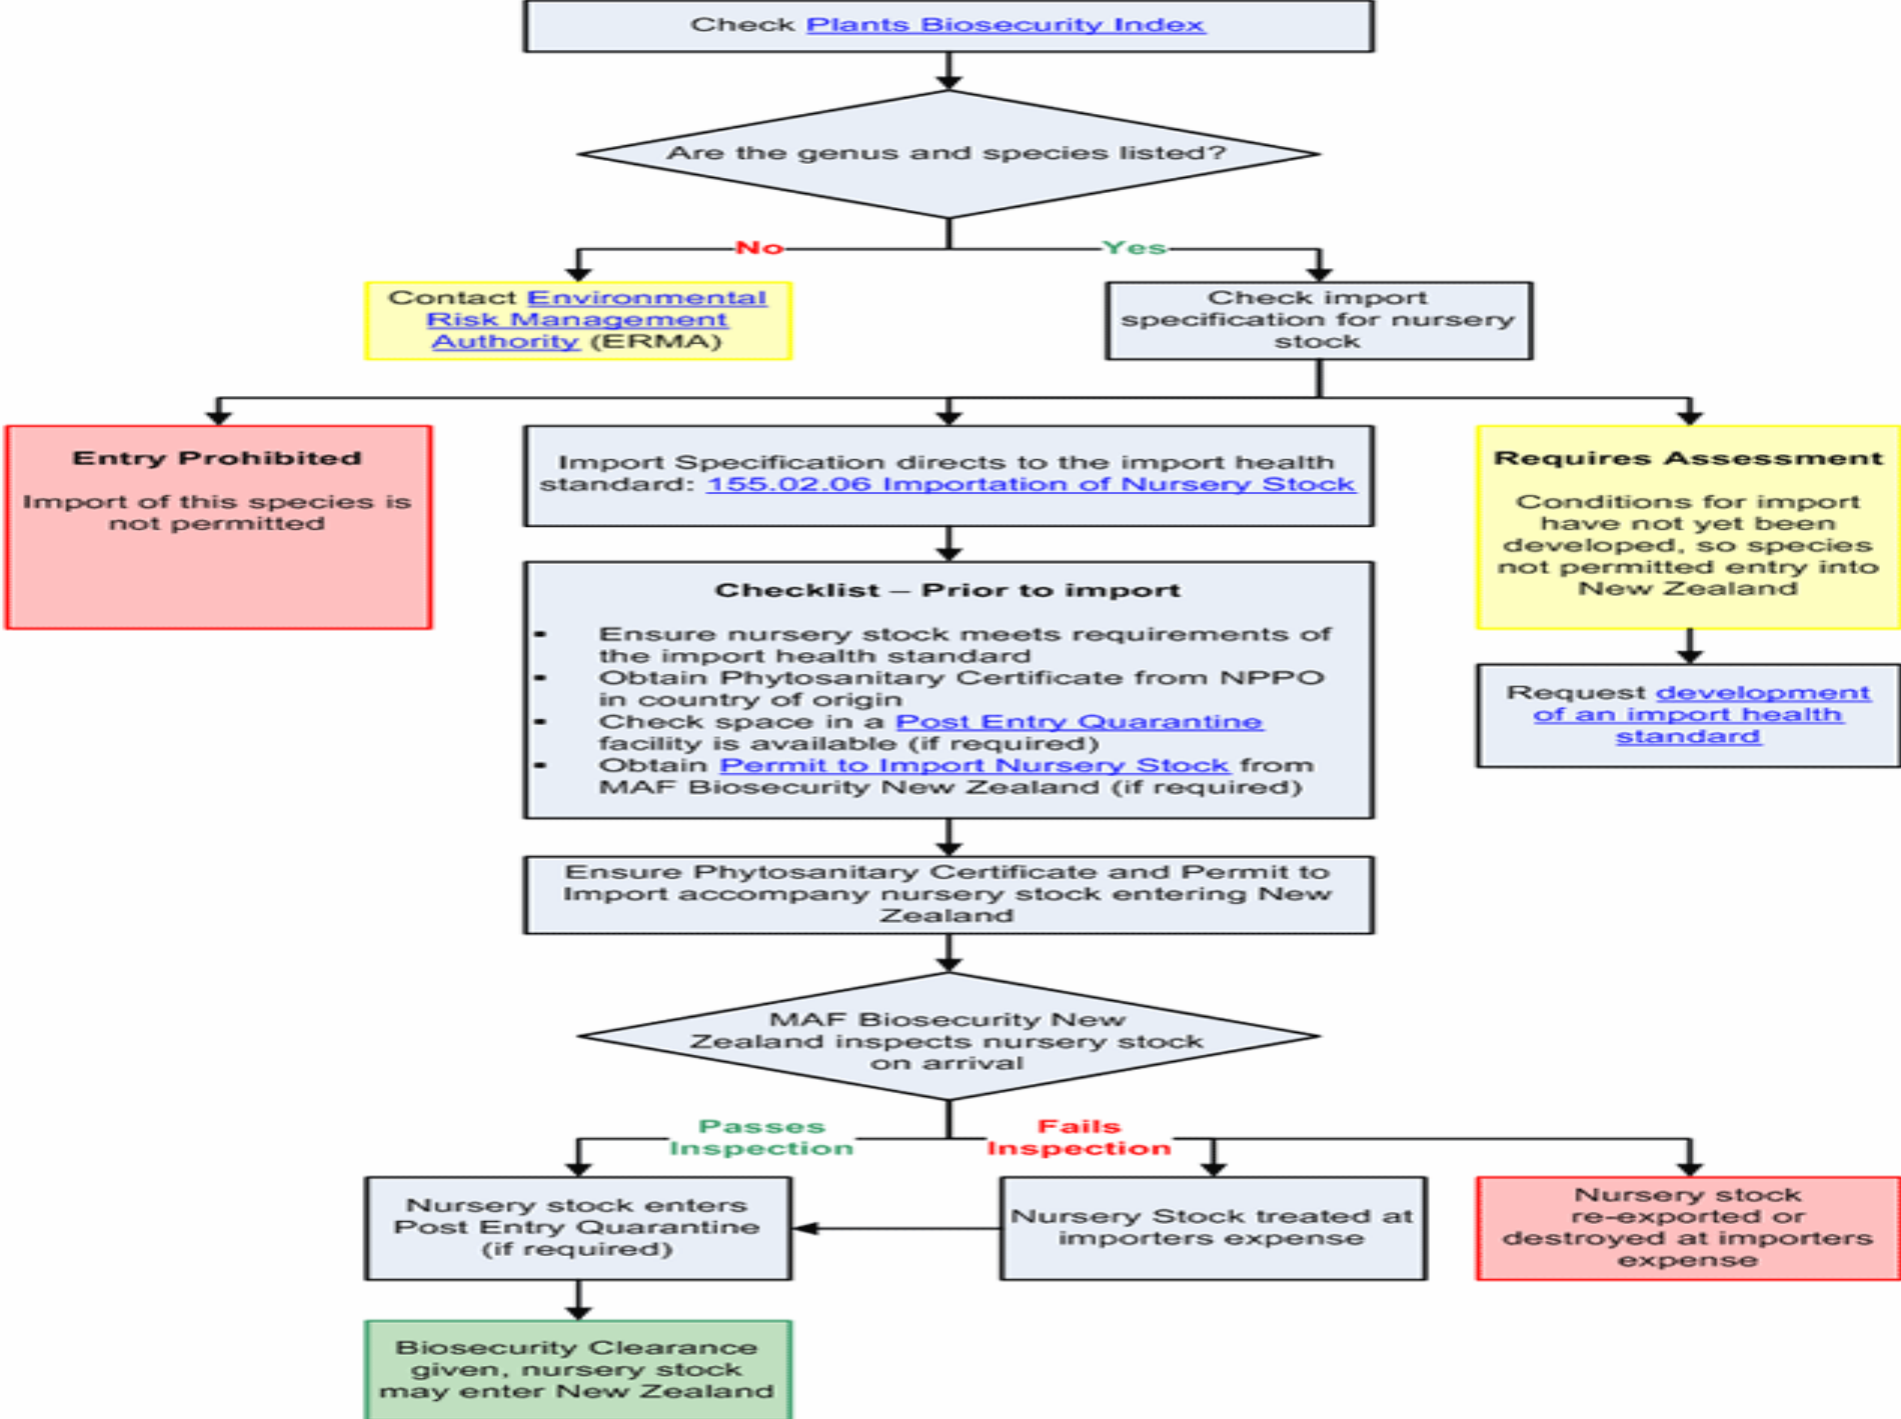 Check Plants Biosecurity Index
Are the genus and species listed?
No
Yes
Contact Environmental
Risk Management
Authority (ERMA)
Check import
specification for nursery
stock
Entry Prohibited
Import of this species is
not permitted
Import Specification directs to the import health
standard: 155.02.06 Importation of Nursery Stock
Requires Assessment
Conditions for import
have not yet been
developed, so species
not permitted entry into
New Zealand
Checklist – Prior to import
• Ensure nursery stock meets requirements of
the import health standard
• Obtain Phytosanitary Certificate from NPPO
in country of origin
• Check space in a Post Entry Quarantine
facility is available (if required)
• Obtain Permit to Import Nursery Stock from
MAF Biosecurity New Zealand (if required)
Request development
of an import health
standard
Ensure Phytosanitary Certificate and Permit to
Import accompany nursery stock entering New
Zealand
MAF Biosecurity New
Zealand inspects nursery stock
on arrival
Passes
Inspection
Fails
Inspection
Nursery stock enters
Post Entry Quarantine
(if required)
Nursery Stock treated at
importers expense
Nursery stock
re-exported or
destroyed at importers
expense
Biosecurity Clearance
given, nursery stock
may enter New Zealand